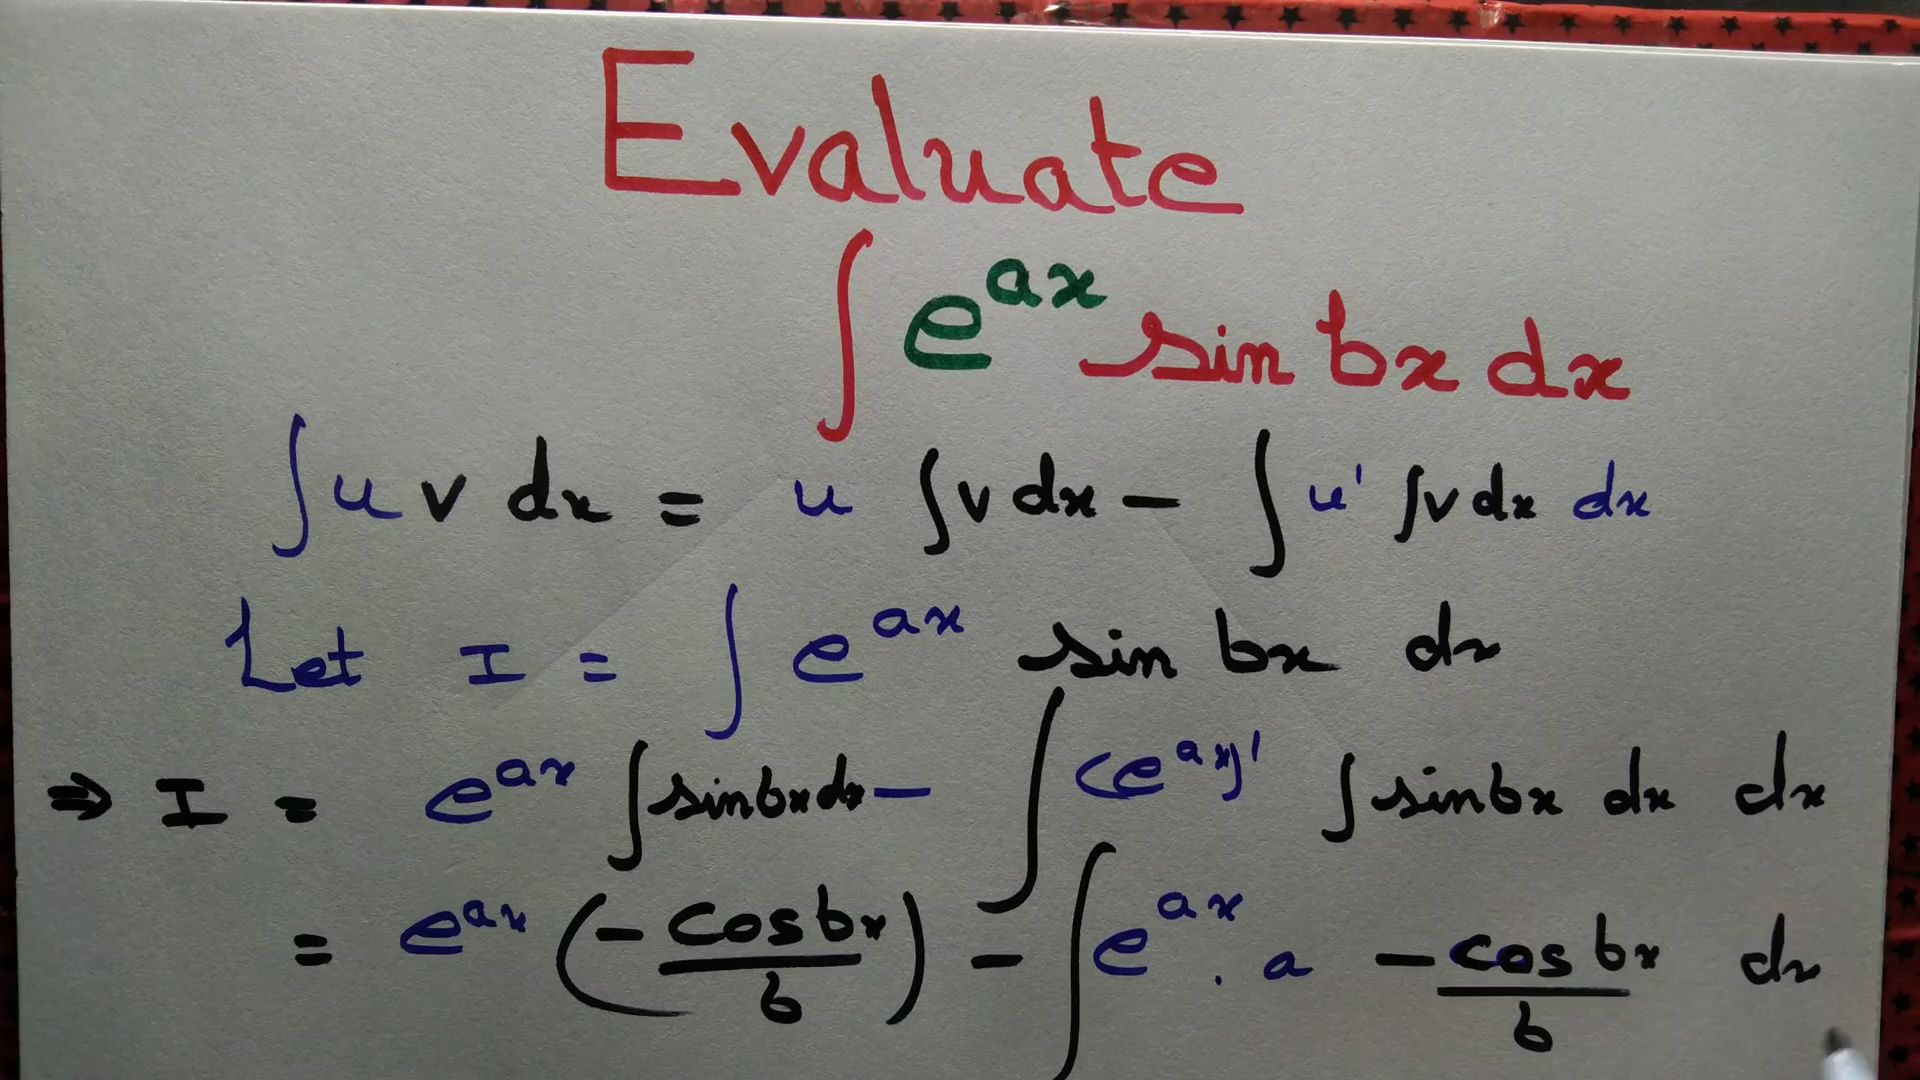 Evaluate
∫ e^{ax} sin bx dx
∫ u v dx = u ∫ v dx − ∫ u' ∫ v dx dx
Let I = ∫ e^{ax} sin bx dx
⇒ I = e^{ax} ∫ sin bx dx − ∫ (e^{ax})' ∫ sin bx dx dx
= e^{ax} (−cos bx / b) − ∫ e^{ax} . a −cos bx / b dx